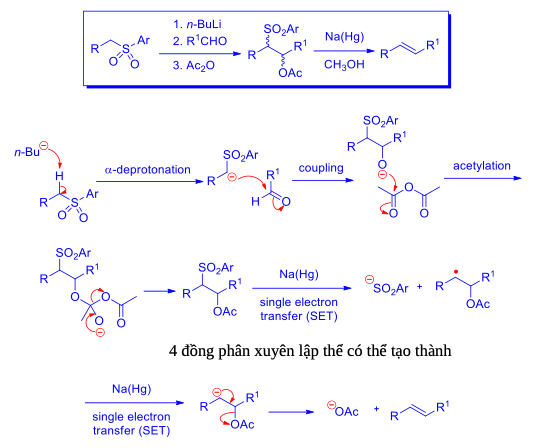 1. n-BuLi
2. R¹CHO
3. Ac₂O
R S Ar O O
SO₂Ar R R¹ OAc
Na(Hg)
CH₃OH
R R¹
n-Bu⊖
H
R S Ar O O
α-deprotonation
SO₂Ar
R ⊖
R¹
H O
coupling
SO₂Ar
R R¹
O⊖
O
O O
acetylation
SO₂Ar
R R¹
O O
O O
⊖
SO₂Ar
R R¹
OAc
Na(Hg)
single electron
transfer (SET)
⊖SO₂Ar + R R¹
OAc
4 đồng phân xuyên lập thể có thể tạo thành
Na(Hg)
single electron
transfer (SET)
R ⊖ R¹
OAc
⊖OAc + R R¹